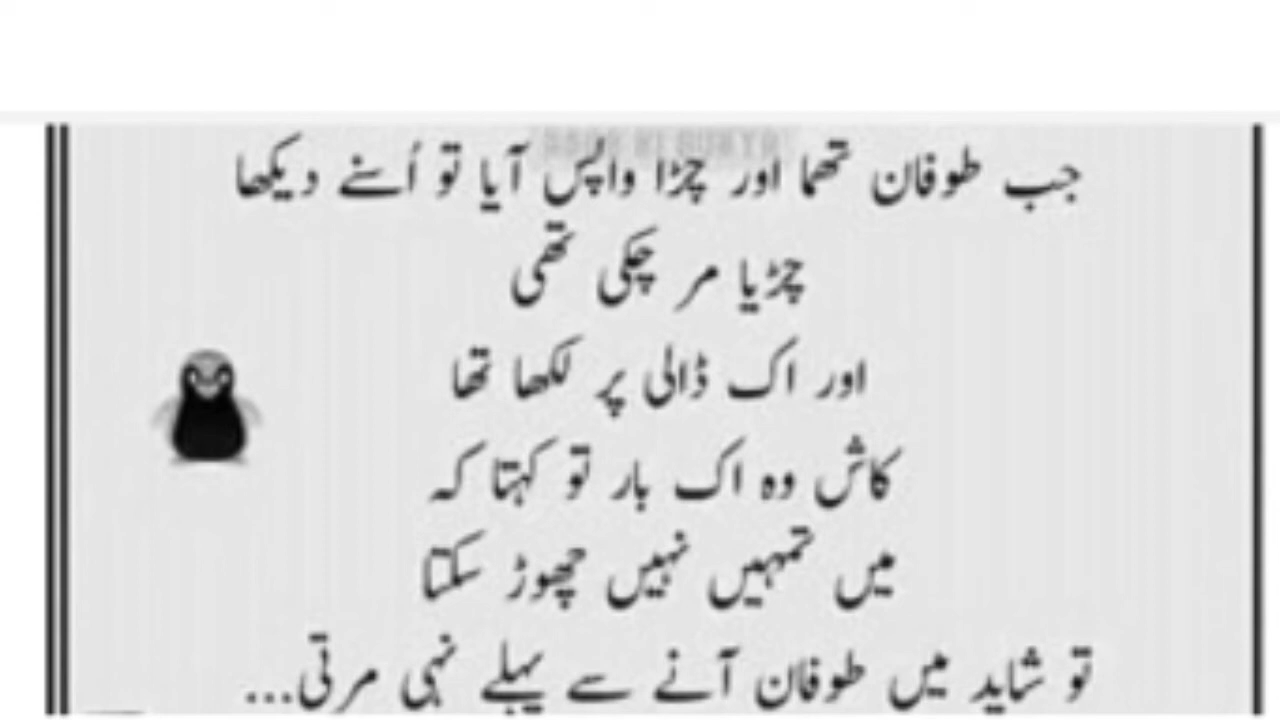 جب طوفان تھما اور چڑا واپس آیا تو اُسنے دیکھا
چڑیا مر چکی تھی
اور اک ڈالی پر لکھا تھا
کاش وہ اک بار تو کہتا کہ
میں تمہیں نہیں چھوڑ سکتا
تو شاید میں طوفان آنے سے پہلے نہی مرتی...